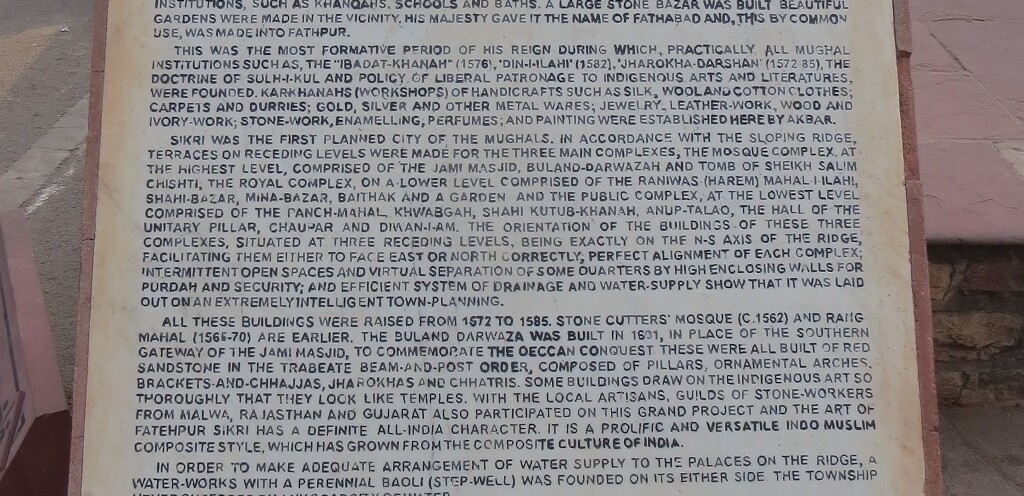 INSTITUTIONS, SUCH AS KHANQAHS, SCHOOLS AND BATHS. A LARGE STONE BAZAR WAS BUILT BEAUTIFUL
GARDENS WERE MADE IN THE VICINITY. HIS MAJESTY GAVE IT THE NAME OF FATHABAD AND, THIS BY COMMON
USE, WAS MADE INTO FATHPUR.
THIS WAS THE MOST FORMATIVE PERIOD OF HIS REIGN DURING WHICH, PRACTICALLY ALL MUGHAL
INSTITUTIONS SUCH AS, THE "IBADAT-KHANAH" (1576), 'DIN-I-ILAHI' (1582), 'JHAROKHA-DARSHAN' (1572-85), THE
DOCTRINE OF SULH-I-KUL AND POLICY OF LIBERAL PATRONAGE TO INDIGENOUS ARTS AND LITERATURES,
WERE FOUNDED. KARKHANAHS (WORKSHOPS) OF HANDICRAFTS SUCH AS SILK, WOOL AND COTTON CLOTHES;
CARPETS AND DURRIES; GOLD, SILVER AND OTHER METAL WARES; JEWELRY, LEATHER-WORK, WOOD AND
IVORY-WORK; STONE-WORK, ENAMELLING, PERFUMES; AND PAINTING WERE ESTABLISHED HERE BY AKBAR.
SIKRI WAS THE FIRST PLANNED CITY OF THE MUGHALS. IN ACCORDANCE WITH THE SLOPING RIDGE,
TERRACES ON RECEDING LEVELS WERE MADE FOR THE THREE MAIN COMPLEXES, THE MOSQUE COMPLEX, AT
THE HIGHEST LEVEL, COMPRISED OF THE JAMI MASJID, BULAND-DARWAZAH AND TOMB OF SHEIKH SALIM
CHISHTI, THE ROYAL COMPLEX, ON A LOWER LEVEL COMPRISED OF THE RANIWAS (HAREM) MAHAL-I-ILAHI,
SHAHI-BAZAR, MINA-BAZAR, BAITHAK AND A GARDEN AND THE PUBLIC COMPLEX, AT THE LOWEST LEVEL
COMPRISED OF THE PANCH-MAHAL, KHWABGAH, SHAHI KUTUB-KHANAH, ANUP-TALAO, THE HALL OF THE
UNITARY PILLAR, CHAUPAR AND DIWAN-I-AM. THE ORIENTATION OF THE BUILDINGS OF THESE THREE
COMPLEXES, SITUATED AT THREE RECEDING LEVELS, BEING EXACTLY ON THE N-S AXIS OF THE RIDGE,
FACILITATING THEM EITHER TO FACE EAST OR NORTH CORRECTLY, PERFECT ALIGNMENT OF EACH COMPLEX;
INTERMITTENT OPEN SPACES AND VIRTUAL SEPARATION OF SOME QUARTERS BY HIGH ENCLOSING WALLS FOR
PURDAH AND SECURITY; AND EFFICIENT SYSTEM OF DRAINAGE AND WATER-SUPPLY SHOW THAT IT WAS LAID
OUT ON AN EXTREMELY INTELLIGENT TOWN-PLANNING.
ALL THESE BUILDINGS WERE RAISED FROM 1572 TO 1585. STONE CUTTERS' MOSQUE (C.1562) AND RANG
MAHAL (1566-70) ARE EARLIER. THE BULAND DARWAZA WAS BUILT IN 1601, IN PLACE OF THE SOUTHERN
GATEWAY OF THE JAMI MASJID, TO COMMEMORATE THE DECCAN CONQUEST THESE WERE ALL BUILT OF RED
SANDSTONE IN THE TRABEATE BEAM-AND-POST ORDER, COMPOSED OF PILLARS, ORNAMENTAL ARCHES,
BRACKETS-AND-CHHAJJAS, JHAROKHAS AND CHHATRIS. SOME BUILDINGS DRAW ON THE INDIGENOUS ART SO
THOROUGHLY THAT THEY LOOK LIKE TEMPLES. WITH THE LOCAL ARTISANS, GUILDS OF STONE-WORKERS
FROM MALWA, RAJASTHAN AND GUJARAT ALSO PARTICIPATED ON THIS GRAND PROJECT AND THE ART OF
FATEHPUR SIKRI HAS A DEFINITE ALL-INDIA CHARACTER. IT IS A PROLIFIC AND VERSATILE INDO MUSLIM
COMPOSITE STYLE, WHICH HAS GROWN FROM THE COMPOSITE CULTURE OF INDIA.
IN ORDER TO MAKE ADEQUATE ARRANGEMENT OF WATER SUPPLY TO THE PALACES ON THE RIDGE, A
WATER-WORKS WITH A PERENNIAL BAOLI (STEP-WELL) WAS FOUNDED ON ITS EITHER SIDE THE TOWNSHIP